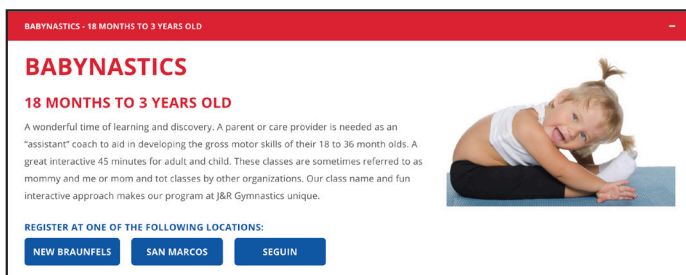 BABYNASTICS - 18 MONTHS TO 3 YEARS OLD
BABYNASTICS
18 MONTHS TO 3 YEARS OLD
A wonderful time of learning and discovery. A parent or care provider is needed as an
"assistant" coach to aid in developing the gross motor skills of their 18 to 36 month olds. A
great interactive 45 minutes for adult and child. These classes are sometimes referred to as
mommy and me or mom and tot classes by other organizations. Our class name and fun
interactive approach makes our program at J&R Gymnastics unique.
REGISTER AT ONE OF THE FOLLOWING LOCATIONS:
NEW BRAUNFELS SAN MARCOS SEGUIN